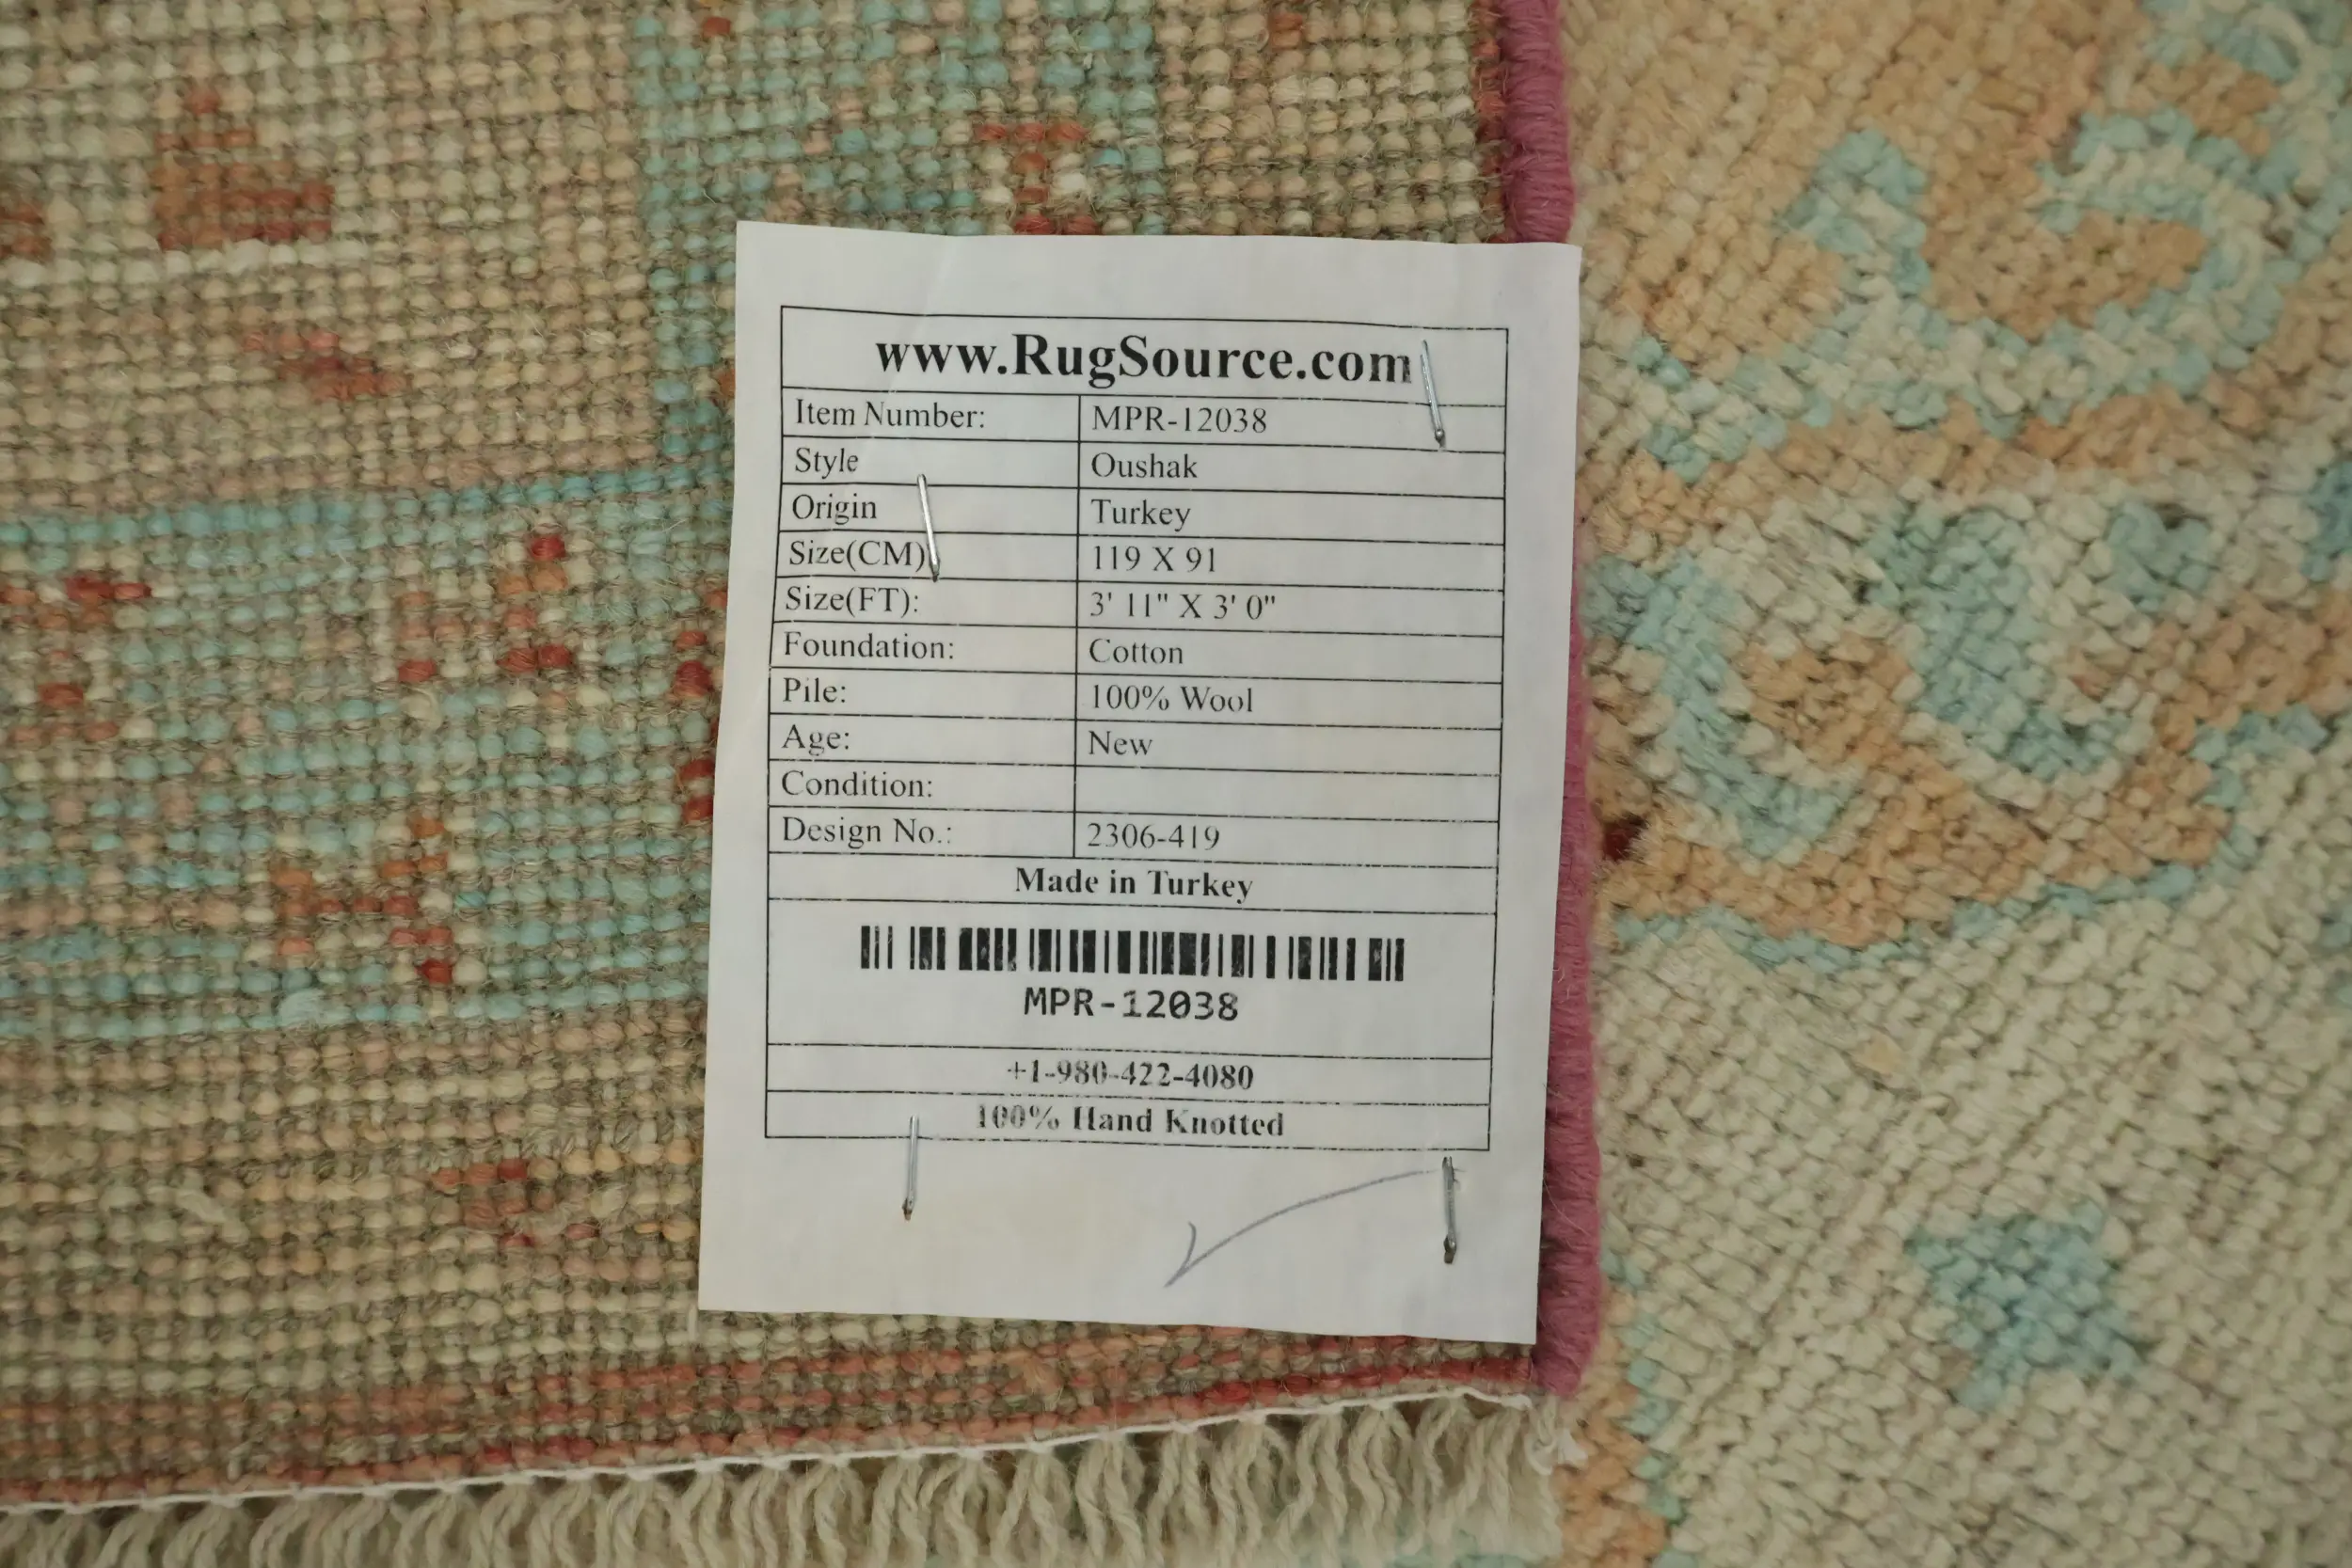 www.RugSource.com
Item Number: MPR-12038
Style Oushak
Origin Turkey
Size(CM) 119 X 91
Size(FT): 3' 11" X 3' 0"
Foundation: Cotton
Pile: 100% Wool
Age: New
Condition:
Design No.: 2306-419
Made in Turkey
MPR-12038
+1-980-422-4080
100% Hand Knotted